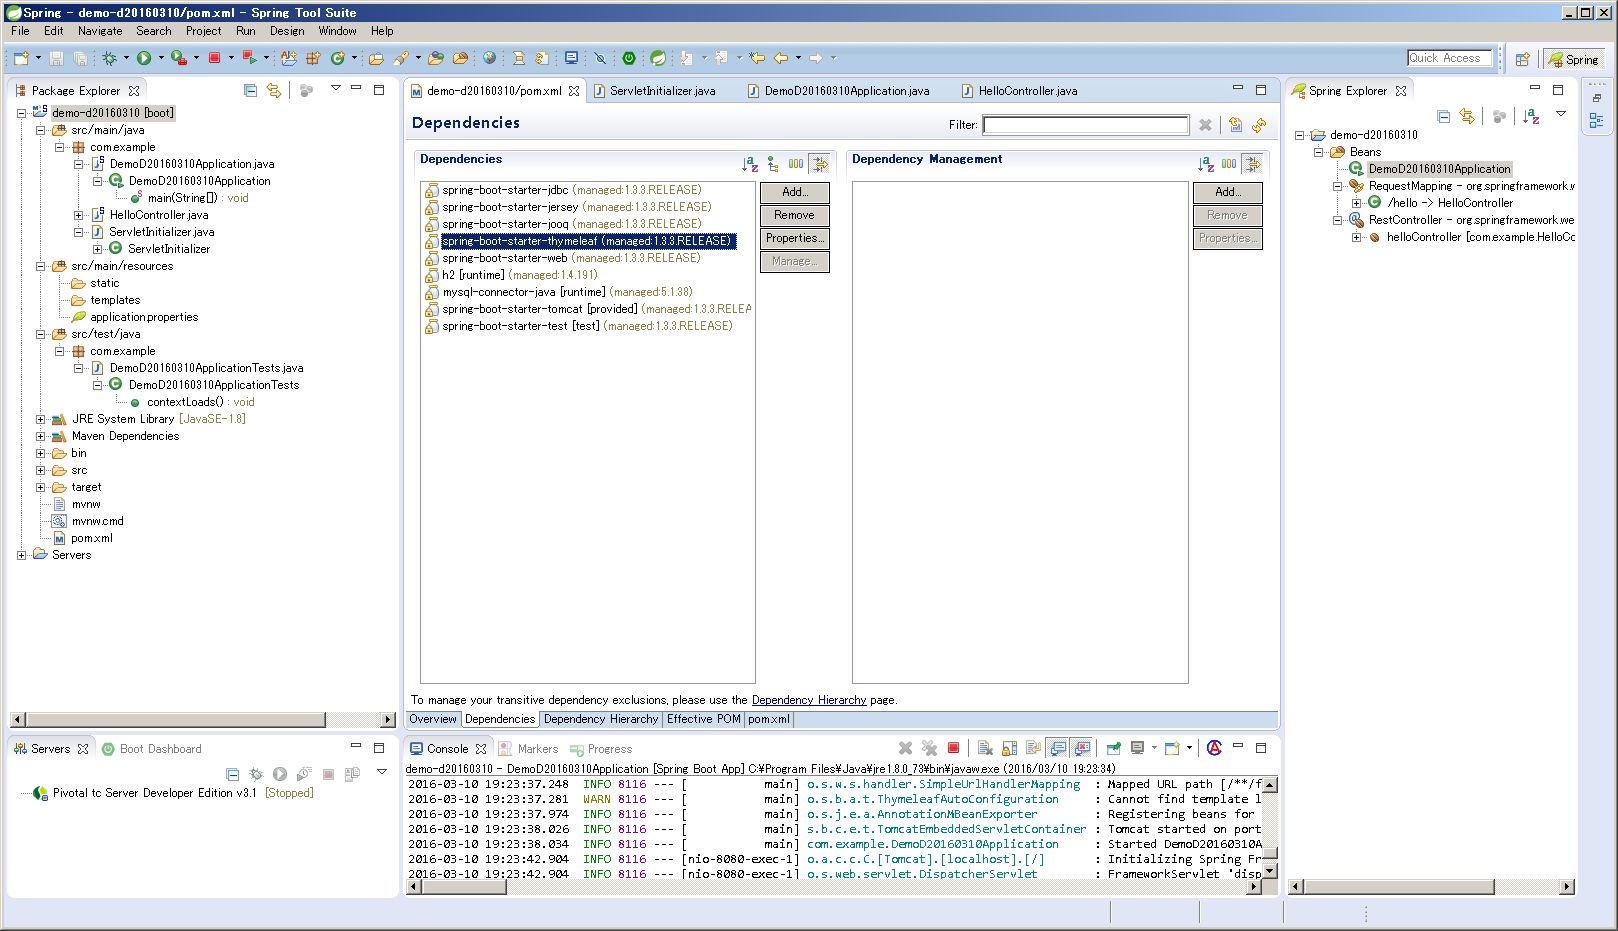 Spring - demo-d20160310/pom.xml - Spring Tool Suite
File Edit Navigate Search Project Run Design Window Help
Quick Access
Spring
Package Explorer
demo-d20160310 [boot]
src/main/java
com.example
DemoD20160310Application.java
DemoD20160310Application
main(String[]) : void
HelloController.java
ServletInitializer.java
ServletInitializer
src/main/resources
static
templates
application.properties
src/test/java
com.example
DemoD20160310ApplicationTests.java
DemoD20160310ApplicationTests
contextLoads() : void
JRE System Library [JavaSE-1.8]
Maven Dependencies
bin
src
target
mvnw
mvnw.cmd
pom.xml
Servers
demo-d20160310/pom.xml ServletInitializer.java DemoD20160310Application.java HelloController.java
Dependencies
Filter:
Dependencies
spring-boot-starter-jdbc (managed:1.3.3.RELEASE)
spring-boot-starter-jersey (managed:1.3.3.RELEASE)
spring-boot-starter-jooq (managed:1.3.3.RELEASE)
spring-boot-starter-thymeleaf (managed:1.3.3.RELEASE)
spring-boot-starter-web (managed:1.3.3.RELEASE)
h2 [runtime] (managed:1.4.191)
mysql-connector-java [runtime] (managed:5.1.38)
spring-boot-starter-tomcat [provided] (managed:1.3.3.RELEA
spring-boot-starter-test [test] (managed:1.3.3.RELEASE)
Add...
Remove
Properties...
Manage...
Dependency Management
Add...
Remove
Properties...
To manage your transitive dependency exclusions, please use the Dependency Hierarchy page.
Overview Dependencies Dependency Hierarchy Effective POM pom.xml
Spring Explorer
demo-d20160310
Beans
DemoD20160310Application
RequestMapping - org.springframework.w
/hello -> HelloController
RestController - org.springframework.we
helloController [com.example.HelloCo
Servers Boot Dashboard
Pivotal tc Server Developer Edition v3.1 [Stopped]
Console Markers Progress
demo-d20160310 - DemoD20160310Application [Spring Boot App] C:¥Program Files¥Java¥jre1.8.0_73¥bin¥javaw.exe (2016/03/10 19:23:34)
2016-03-10 19:23:37.248 INFO 8116 --- [ main] o.s.w.s.handler.SimpleUrlHandlerMapping : Mapped URL path [/**/f
2016-03-10 19:23:37.281 WARN 8116 --- [ main] o.s.b.a.t.ThymeleafAutoConfiguration : Cannot find template l
2016-03-10 19:23:37.974 INFO 8116 --- [ main] o.s.j.e.a.AnnotationMBeanExporter : Registering beans for
2016-03-10 19:23:38.026 INFO 8116 --- [ main] s.b.c.e.t.TomcatEmbeddedServletContainer : Tomcat started on port
2016-03-10 19:23:38.034 INFO 8116 --- [ main] com.example.DemoD20160310Application : Started DemoD20160310A
2016-03-10 19:23:42.904 INFO 8116 --- [nio-8080-exec-1] o.a.c.c.C.[Tomcat].[localhost].[/] : Initializing Spring Fr
2016-03-10 19:23:42.904 INFO 8116 --- [nio-8080-exec-1] o.s.web.servlet.DispatcherServlet : FrameworkServlet 'disp